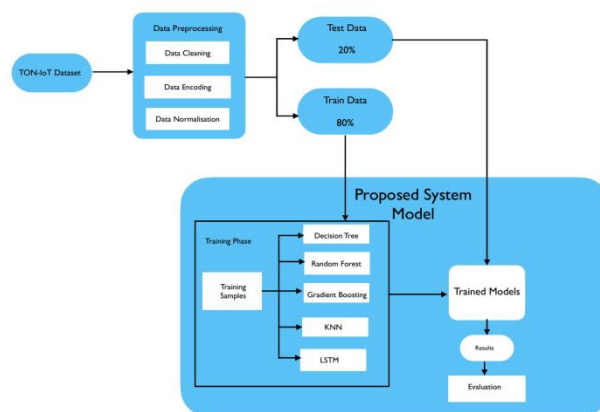 Data Preprocessing
Data Cleaning
Data Encoding
Data Normalisation
TON-IoT Dataset
Test Data
20%
Train Data
80%
Proposed System
Model
Training Phase
Training
Samples
Decision Tree
Random Forest
Gradient Boosting
KNN
LSTM
Trained Models
Results
Evaluation